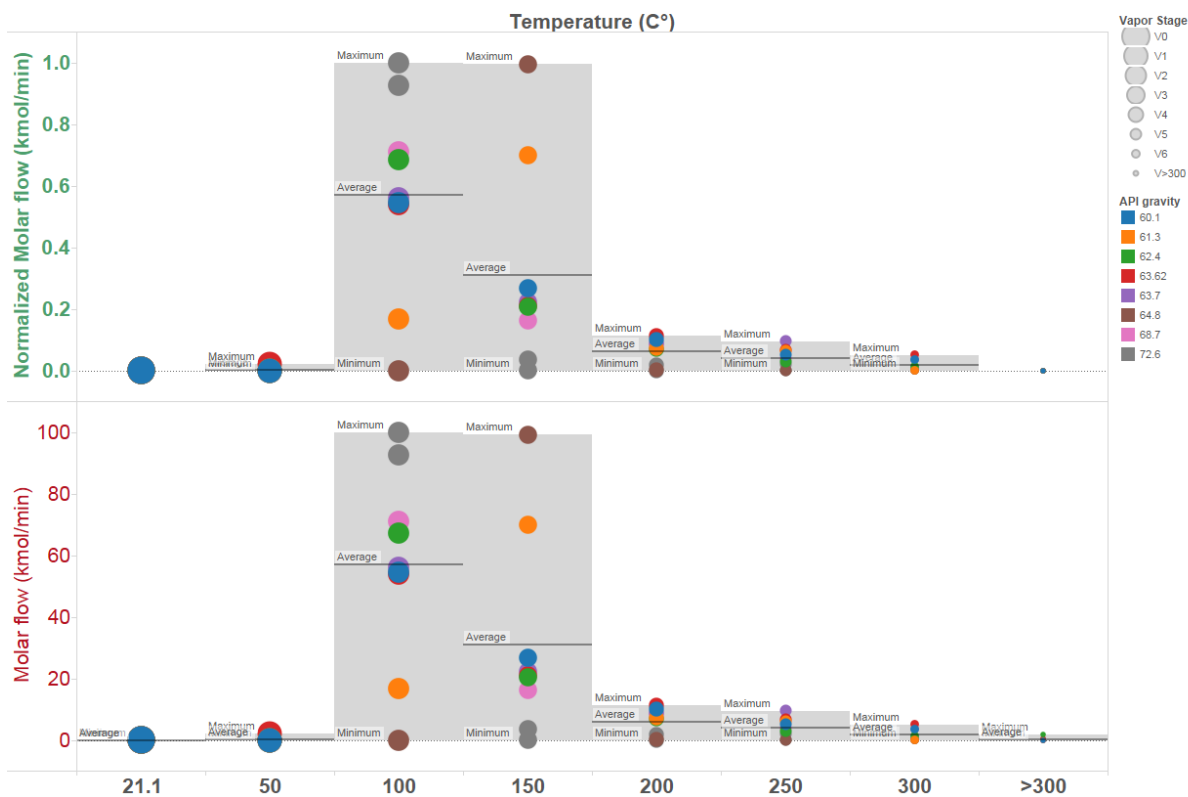 Temperature (C°)
Normalized Molar flow (kmol/min)
1.0
0.8
0.6
0.4
0.2
0.0
Maximum
Minimum
Maximum
Average
Minimum
Maximum
Average
Minimum
Maximum
Average
Minimum
Maximum
Average
Minimum
Maximum
Average
Minimum
Molar flow (kmol/min)
100
80
60
40
20
0
Average
Maximum
Average
Maximum
Average
Minimum
Maximum
Average
Minimum
Maximum
Average
Minimum
Maximum
Average
Minimum
Maximum
Average
Minimum
Maximum
Average
21.1
50
100
150
200
250
300
>300
Vapor Stage
V0
V1
V2
V3
V4
V5
V6
V>300
API gravity
60.1
61.3
62.4
63.62
63.7
64.8
68.7
72.6